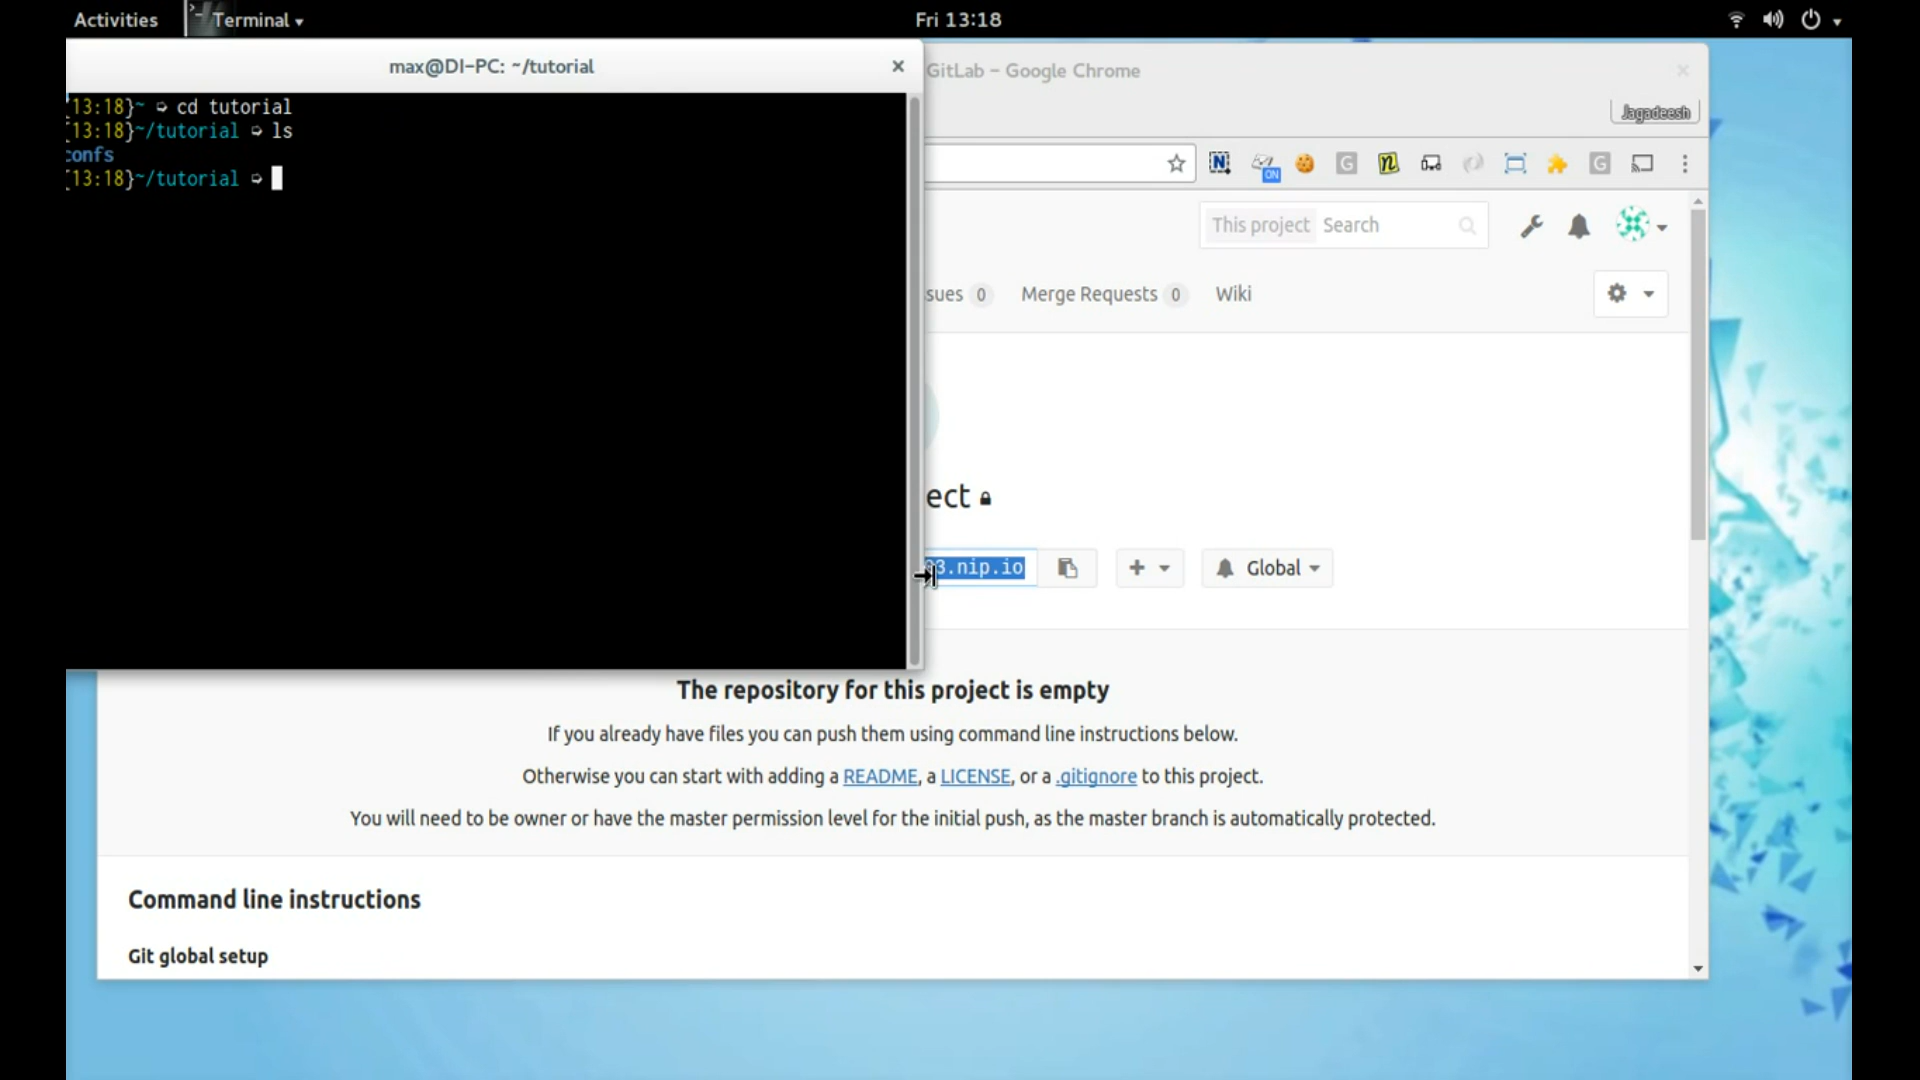 Activities
Terminal
Fri 13:18
max@DI-PC: ~/tutorial
GitLab – Google Chrome
Jagadeesh
[13:18}~ ➭ cd tutorial
[13:18}~/tutorial ➭ ls
confs
[13:18}~/tutorial ➭
ON
This project Search
sues 0 Merge Requests 0 Wiki
ect
3.nip.io
Global
The repository for this project is empty
If you already have files you can push them using command line instructions below.
Otherwise you can start with adding a README, a LICENSE, or a .gitignore to this project.
You will need to be owner or have the master permission level for the initial push, as the master branch is automatically protected.
Command line instructions
Git global setup